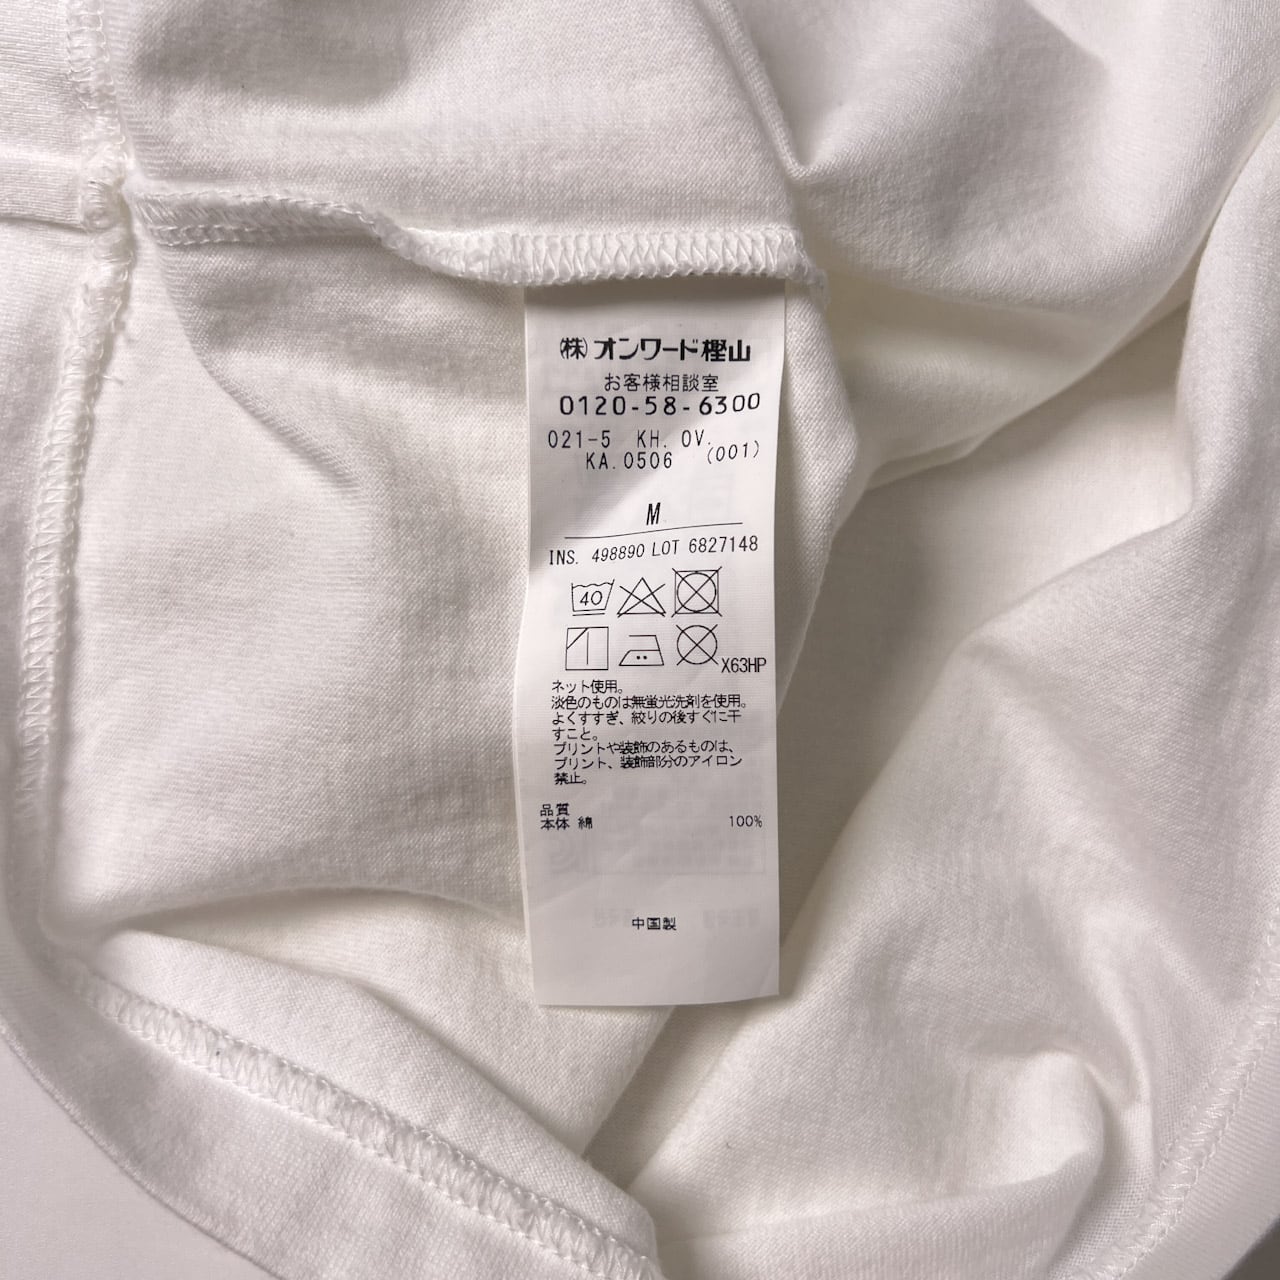 ㈱オンワード樫山
お客様相談室
0120-58-6300
021-5 KH. OV.
KA.0506 (001)
M
INS. 498890 LOT 6827148
40
X63HP
ネット使用。
淡色のものは無蛍光洗剤を使用。
よくすすぎ、絞りの後すぐに干
すこと。
プリントや装飾のあるものは、
プリント、装飾部分のアイロン
禁止。
品質
本体 綿 100%
中国製